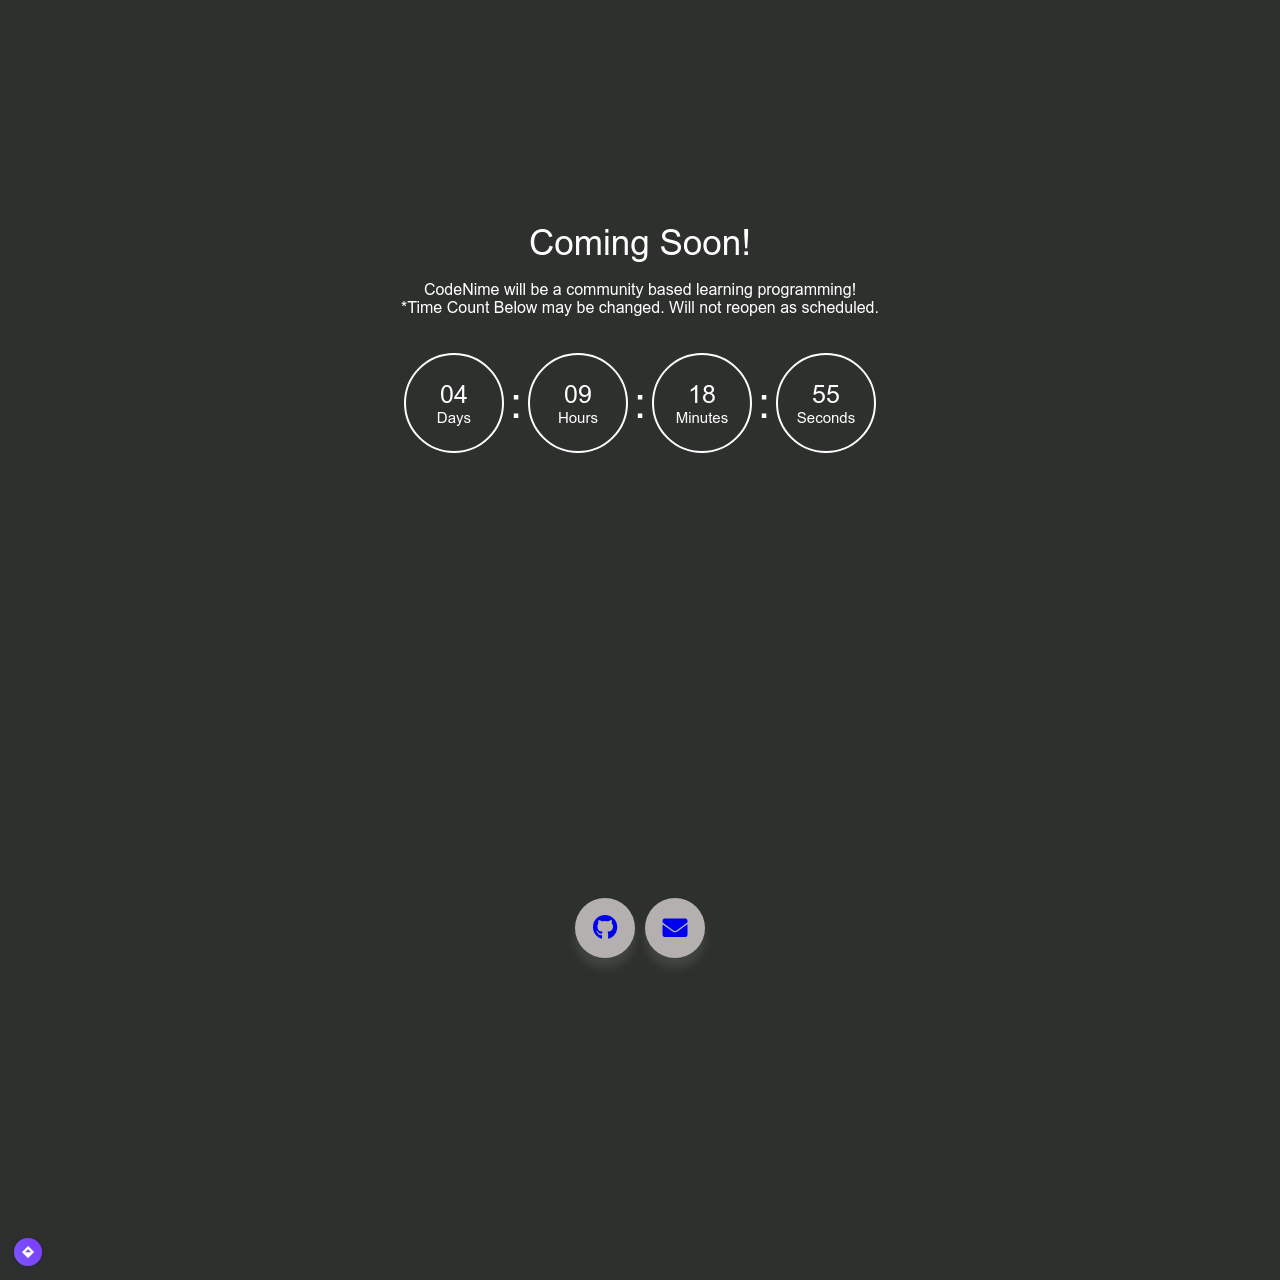 Coming Soon!
CodeNime will be a community based learning programming!
*Time Count Below may be changed. Will not reopen as scheduled.
04 : 09 : 18 : 55
Days Hours Minutes Seconds